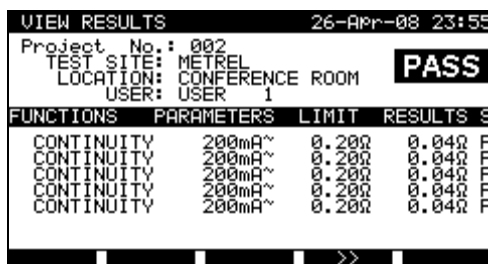 VIEW RESULTS 26-Apr-08 23:55
Project No.: 002
TEST SITE: METREL
LOCATION: CONFERENCE ROOM
USER: USER 1
PASS
FUNCTIONS PARAMETERS LIMIT RESULTS S
CONTINUITY 200mA~ 0.20Ω 0.04Ω P
CONTINUITY 200mA~ 0.20Ω 0.04Ω P
CONTINUITY 200mA~ 0.20Ω 0.04Ω P
CONTINUITY 200mA~ 0.20Ω 0.04Ω P
CONTINUITY 200mA~ 0.20Ω 0.04Ω P
>>